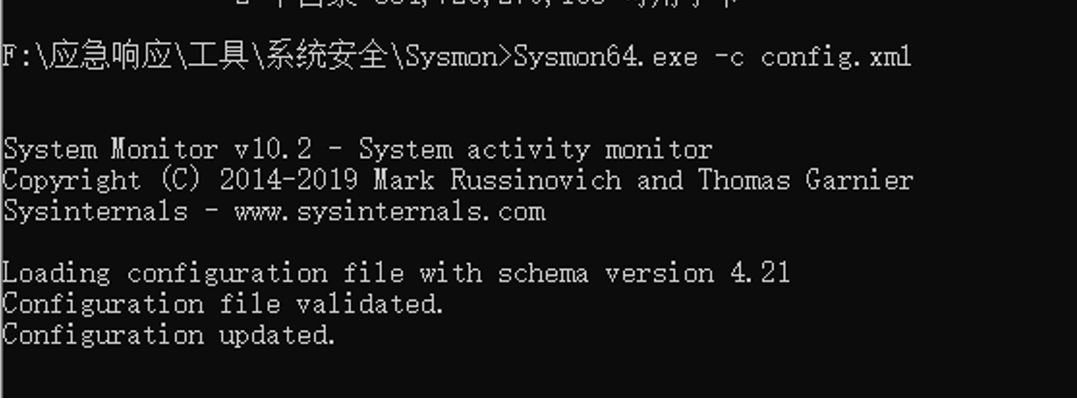 F:\应急响应\工具\系统安全\Sysmon>Sysmon64.exe -c config.xml
System Monitor v10.2 - System activity monitor
Copyright (C) 2014-2019 Mark Russinovich and Thomas Garnier
Sysinternals - www.sysinternals.com
Loading configuration file with schema version 4.21
Configuration file validated.
Configuration updated.